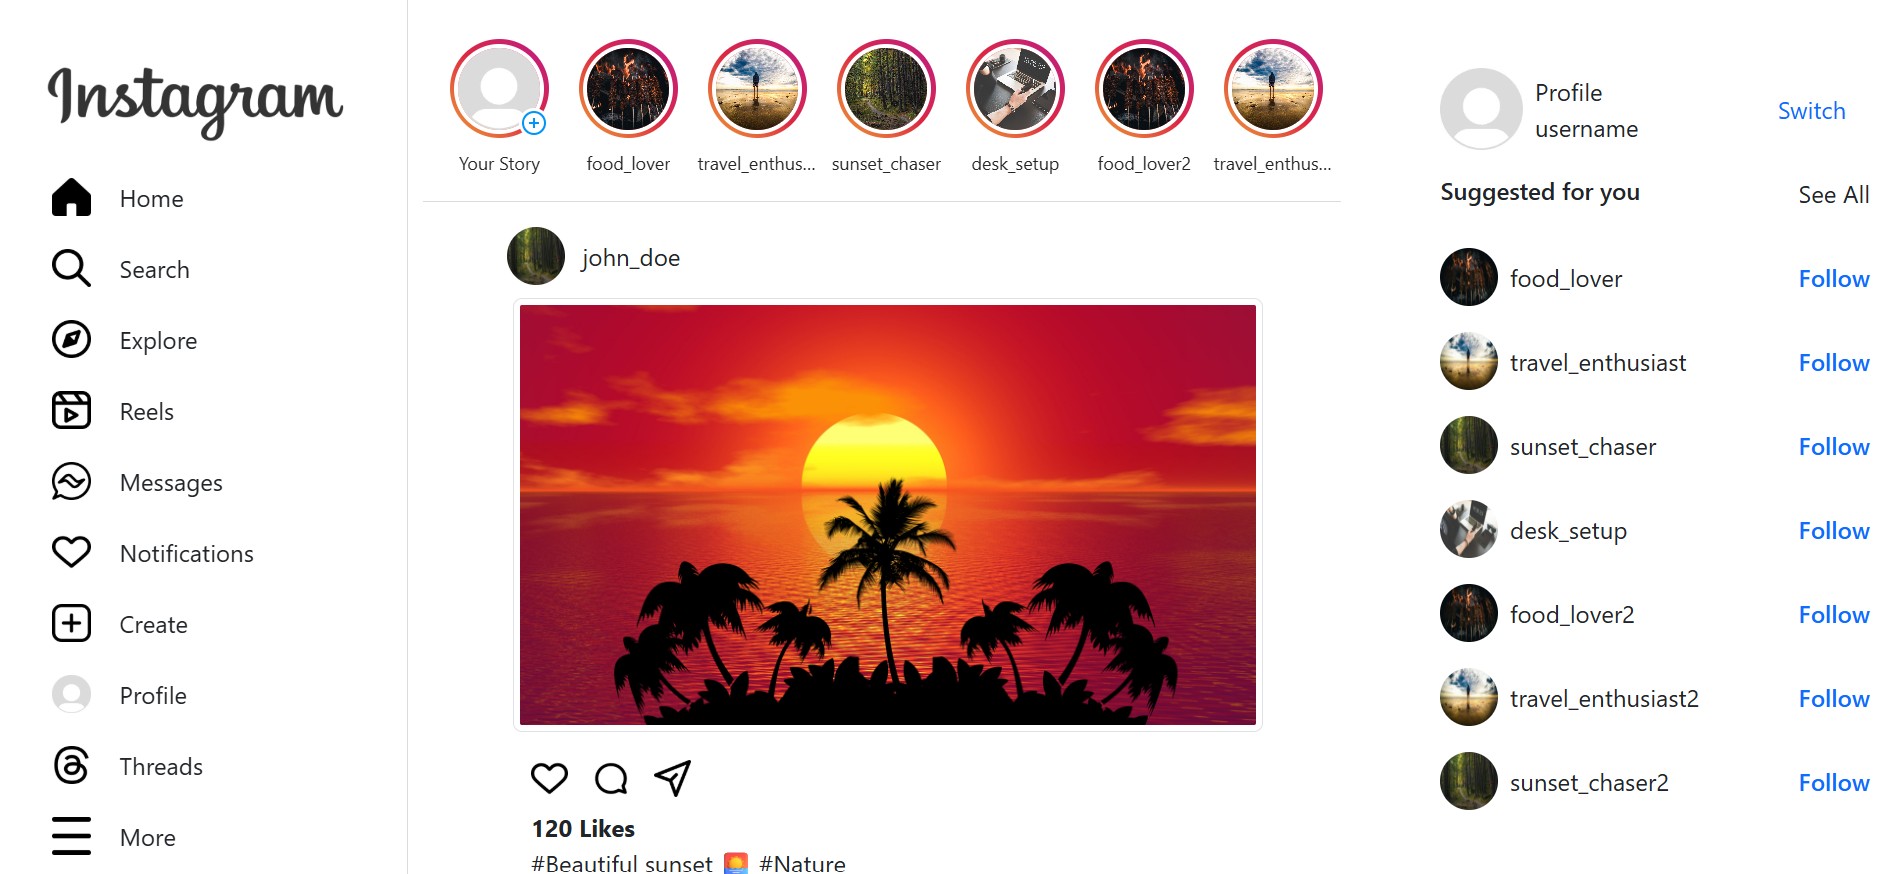 Instagram
Home
Search
Explore
Reels
Messages
Notifications
Create
Profile
Threads
More
Your Story
food_lover
travel_enthus...
sunset_chaser
desk_setup
food_lover2
travel_enthus...
john_doe
120 Likes
#Beautiful sunset 🌅 #Nature
Profile
username
Switch
Suggested for you
See All
food_lover
Follow
travel_enthusiast
Follow
sunset_chaser
Follow
desk_setup
Follow
food_lover2
Follow
travel_enthusiast2
Follow
sunset_chaser2
Follow